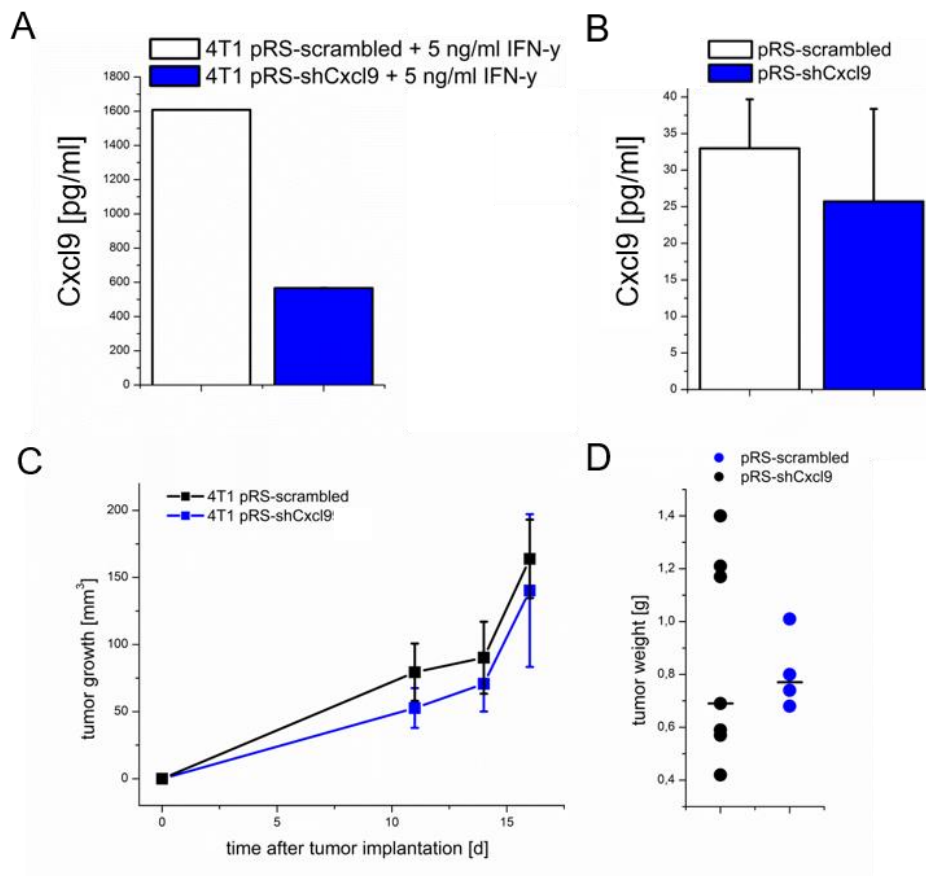 A
4T1 pRS-scrambled + 5 ng/ml IFN-y
4T1 pRS-shCxcl9 + 5 ng/ml IFN-y
Cxcl9 [pg/ml]
1800
1600
1400
1200
1000
800
600
400
200
0
B
pRS-scrambled
pRS-shCxcl9
Cxcl9 [pg/ml]
40
35
30
25
20
15
10
5
0
C
4T1 pRS-scrambled
4T1 pRS-shCxcl9
tumor growth [mm³]
200
150
100
50
0
0 5 10 15
time after tumor implantation [d]
D
pRS-scrambled
pRS-shCxcl9
tumor weight [g]
1,4
1,2
1,0
0,8
0,6
0,4